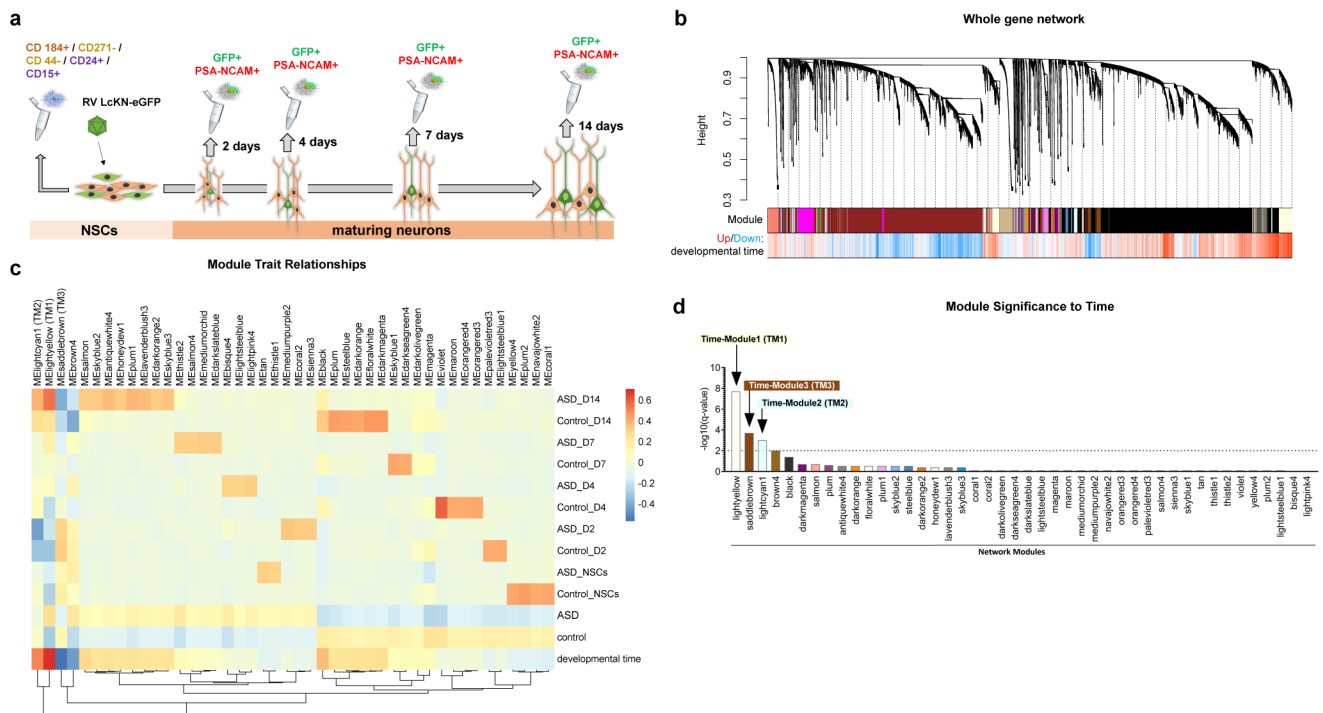 a
CD 184+ / CD271- /
CD 44- / CD24+ /
CD15+
RV LcKN-eGFP
GFP+
PSA-NCAM+
2 days
GFP+
PSA-NCAM+
4 days
GFP+
PSA-NCAM+
7 days
GFP+
PSA-NCAM+
14 days
NSCs
maturing neurons
b
Whole gene network
Height
0.9
0.7
0.5
0.3
Module
Up/Down:
developmental time
c
Module Trait Relationships
MElightcyan1 (TM2)
MElightyellow (TM1)
MEsaddlebrown (TM3)
MEbrown4
MEsalmon
MEskyblue2
MEantiquewhite4
MEhoneydew1
MEplum1
MElavenderblush3
MEdarkorange2
MEskyblue3
MEthistle2
MEsalmon4
MEmediumorchid
MEdarkslateblue
MEbisque4
MElightsteelblue
MElightpink4
MEtan
MEthistle1
MEmediumpurple2
MEcoral2
MEsienna3
MEblack
MEplum
MEsteelblue
MEdarkorange
MEfloralwhite
MEdarkmagenta
MEskyblue1
MEdarkseagreen4
MEdarkolivegreen
MEmagenta
MEviolet
MEmaroon
MEorangered4
MEorangered3
MEpalevioletred3
MElightsteelblue1
MEyellow4
MEplum2
MEnavajowhite2
MEcoral1
ASD_D14
Control_D14
ASD_D7
Control_D7
ASD_D4
Control_D4
ASD_D2
Control_D2
ASD_NSCs
Control_NSCs
ASD
control
developmental time
0.6
0.4
0.2
0
-0.2
-0.4
d
Module Significance to Time
Time-Module1 (TM1)
Time-Module3 (TM3)
Time-Module2 (TM2)
-log10(q-value)
10
8
6
4
2
0
lightyellow
saddlebrown
lightcyan1
brown4
black
darkmagenta
salmon
plum
antiquewhite4
darkorange
floralwhite
plum1
skyblue2
steelblue
darkorange2
honeydew1
lavenderblush3
skyblue3
coral1
coral2
darkolivegreen
darkseagreen4
darkslateblue
lightsteelblue
magenta
maroon
mediumorchid
mediumpurple2
navajowhite2
orangered3
orangered4
palevioletred3
salmon4
sienna3
skyblue1
tan
thistle1
thistle2
violet
yellow4
plum2
lightsteelblue1
bisque4
lightpink4
Network Modules